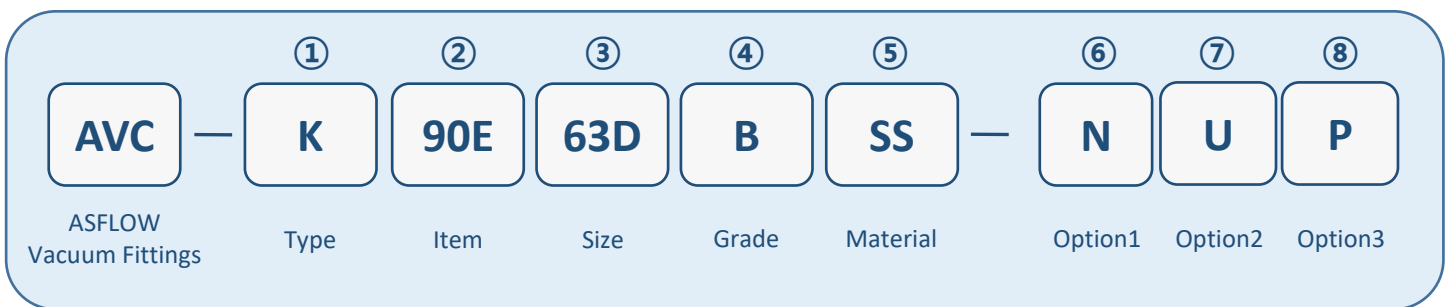 ① ② ③ ④ ⑤ ⑥ ⑦ ⑧
AVC — K 90E 63D B SS — N U P
ASFLOW
Vacuum Fittings
Type Item Size Grade Material Option1 Option2 Option3